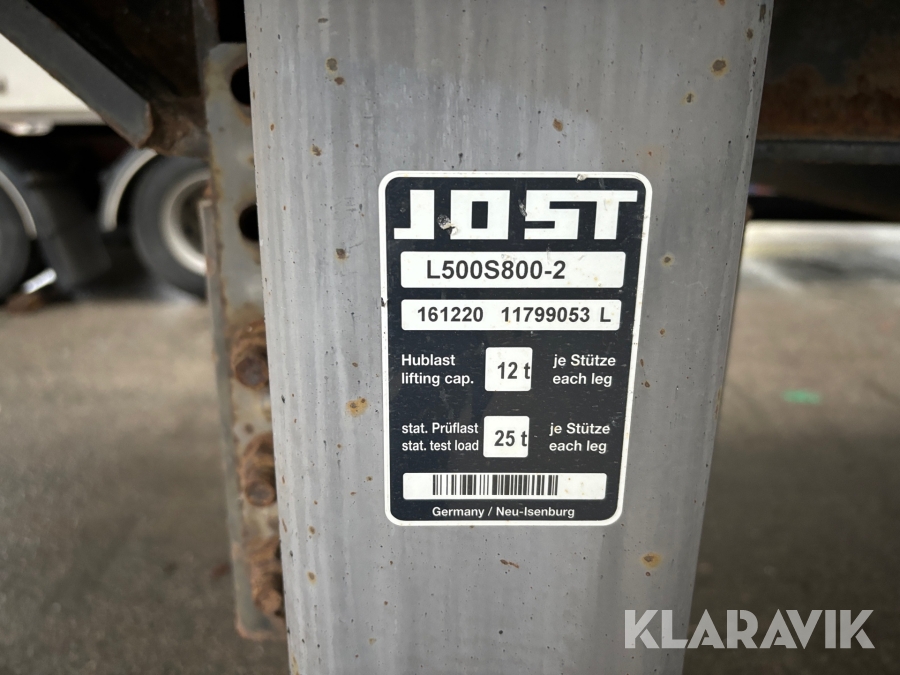 JOST
L500S800-2
161220 11799053 L
Hublast 12 t je Stütze
lifting cap. each leg
stat. Prüflast 25 t je Stütze
stat. test load each leg
Germany / Neu-Isenburg
KLARAVIK